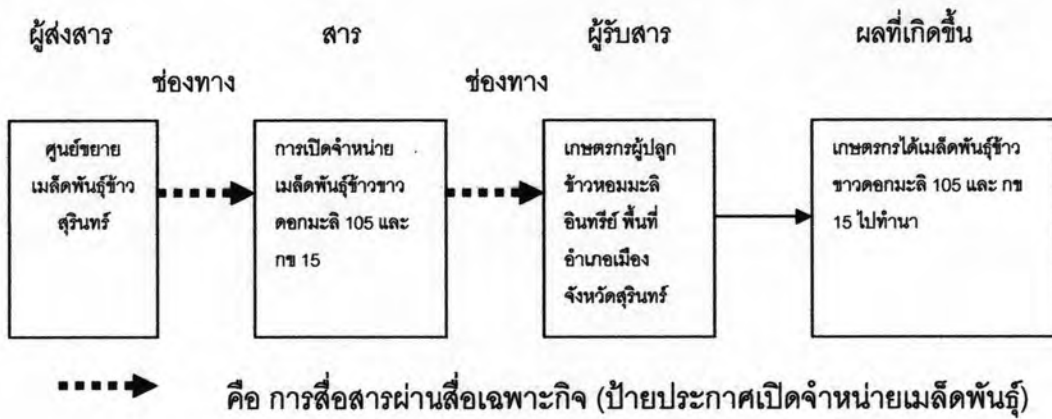 ผู้ส่งสาร สาร ผู้รับสาร ผลที่เกิดขึ้น
ช่องทาง ช่องทาง
ศูนย์ขยาย
เมล็ดพันธุ์ข้าว
สุรินทร์
การเปิดจำหน่าย
เมล็ดพันธุ์ข้าวขาว
ดอกมะลิ 105 และ
กข 15
เกษตรกรผู้ปลูก
ข้าวหอมมะลิ
อินทรีย์ พื้นที่
อำเภอเมือง
จังหวัดสุรินทร์
เกษตรกรได้เมล็ดพันธุ์ข้าว
ขาวดอกมะลิ 105 และ กข
15 ไปทำนา
คือ การสื่อสารผ่านสื่อเฉพาะกิจ (ป้ายประกาศเปิดจำหน่ายเมล็ดพันธุ์)